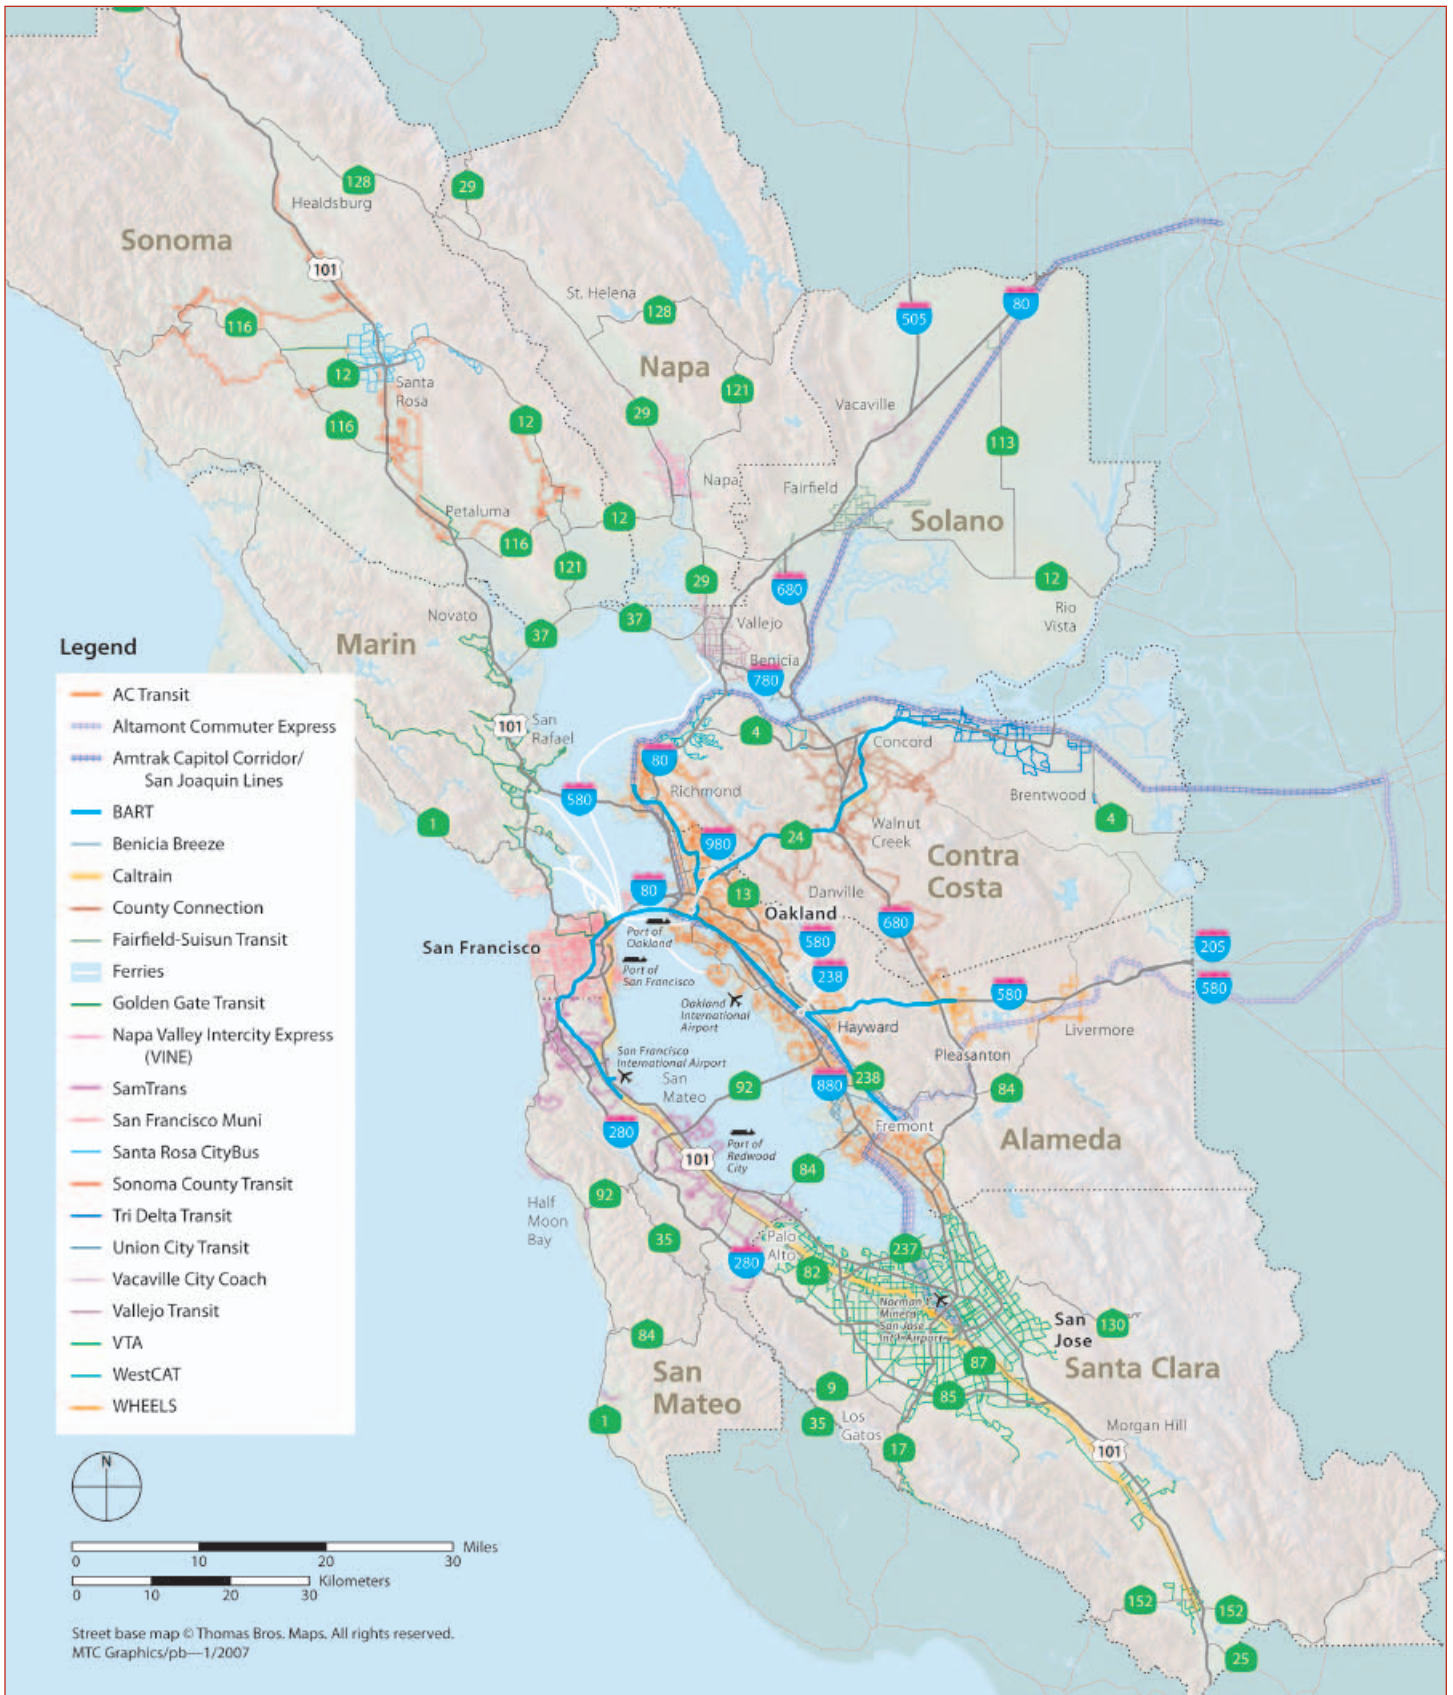 128
Healdsburg
29
Sonoma
101
St. Helena
128
505
80
116
Napa
12
Santa
Rosa
121
Vacaville
29
116
12
113
Napa
Fairfield
Solano
Petaluma
12
116
121
29
680
12
Rio
Vista
Novato
37
37
Vallejo
Marin
Benicia
780
101
San
Rafael
4
Concord
80
580
Richmond
Brentwood
4
1
980
24
Walnut
Creek
Contra
Costa
80
13
Danville
Oakland
680
San Francisco
Port of
Oakland
580
205
Port of
San Francisco
238
580
580
Oakland
International
Airport
Hayward
Livermore
Pleasanton
San Francisco
International Airport
San
Mateo
92
880
238
84
280
Fremont
Alameda
101
Port of
Redwood
City
84
92
Half
Moon
Bay
35
Palo
Alto
237
280
82
Norman Y.
Mineta
San Jose
Int'l Airport
San
Jose
130
84
87
Santa Clara
San
Mateo
9
85
1
35
Los
Gatos
17
Morgan Hill
101
152
152
25
Legend
AC Transit
Altamont Commuter Express
Amtrak Capitol Corridor/
San Joaquin Lines
BART
Benicia Breeze
Caltrain
County Connection
Fairfield-Suisun Transit
Ferries
Golden Gate Transit
Napa Valley Intercity Express
(VINE)
SamTrans
San Francisco Muni
Santa Rosa CityBus
Sonoma County Transit
Tri Delta Transit
Union City Transit
Vacaville City Coach
Vallejo Transit
VTA
WestCAT
WHEELS
N
Miles
0 10 20 30
Kilometers
0 10 20 30
Street base map © Thomas Bros. Maps. All rights reserved.
MTC Graphics/pb—1/2007